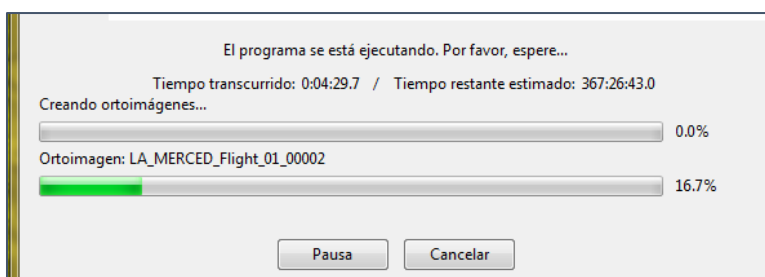 El programa se está ejecutando. Por favor, espere...
Tiempo transcurrido: 0:04:29.7 / Tiempo restante estimado: 367:26:43.0
Creando ortoimágenes...
0.0%
Ortoimagen: LA_MERCED_Flight_01_00002
16.7%
Pausa Cancelar